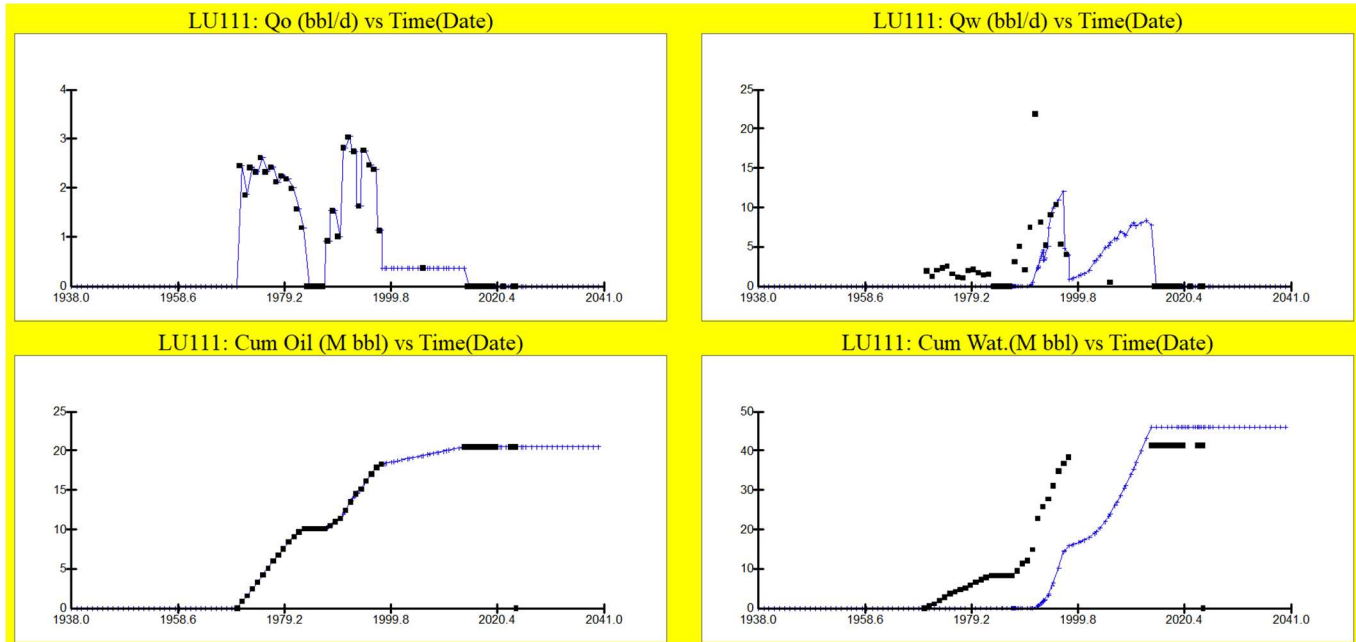 LU111: Qo (bbl/d) vs Time(Date)
4
3
2
1
0
1938.0 1958.6 1979.2 1999.8 2020.4 2041.0
LU111: Qw (bbl/d) vs Time(Date)
25
20
15
10
5
0
1938.0 1958.6 1979.2 1999.8 2020.4 2041.0
LU111: Cum Oil (M bbl) vs Time(Date)
25
20
15
10
5
0
1938.0 1958.6 1979.2 1999.8 2020.4 2041.0
LU111: Cum Wat.(M bbl) vs Time(Date)
50
40
30
20
10
0
1938.0 1958.6 1979.2 1999.8 2020.4 2041.0